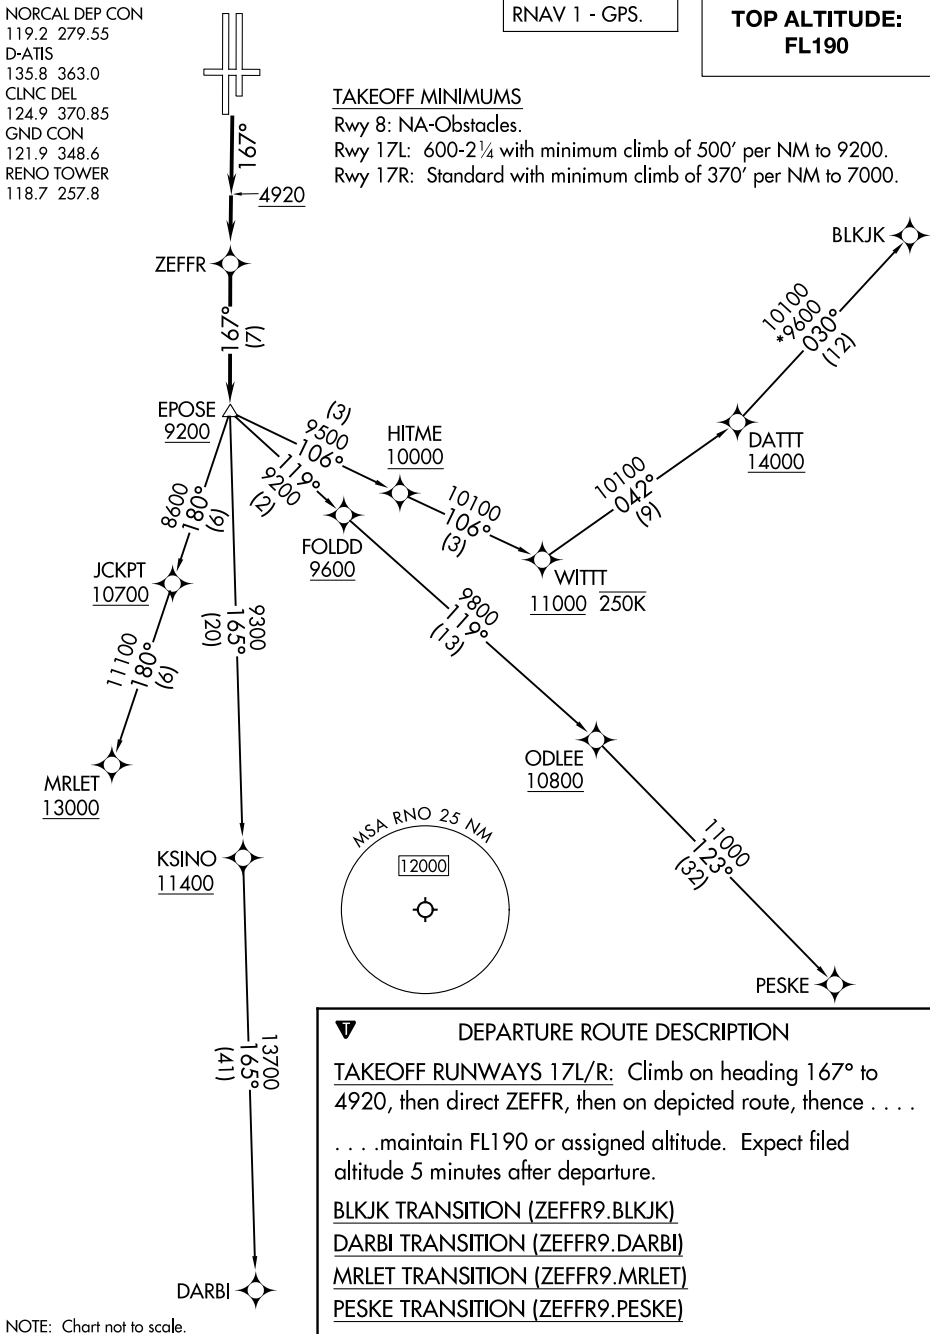 NORCAL DEP CON
119.2 279.55
D-ATIS
135.8 363.0
CLNC DEL
124.9 370.85
GND CON
121.9 348.6
RENO TOWER
118.7 257.8
RNAV 1 - GPS.
TOP ALTITUDE:
FL190
TAKEOFF MINIMUMS
Rwy 8: NA-Obstacles.
Rwy 17L: 600-2¼ with minimum climb of 500' per NM to 9200.
Rwy 17R: Standard with minimum climb of 370' per NM to 7000.
167°
4920
ZEFFR
167°
(7)
EPOSE
9200
(3)
9500
106°
HITME
10000
10100
106°
(3)
WITTT
11000 250K
10100
042°
(9)
DATTT
14000
10100
*9600
030°
(12)
BLKJK
119°
9200
(2)
FOLDD
9600
9800
119°
(13)
ODLEE
10800
11000
123°
(32)
PESKE
8600
180°
(9)
JCKPT
10700
11100
180°
(9)
MRLET
13000
9300
165°
(20)
KSINO
11400
13700
165°
(41)
DARBI
MSA RNO 25 NM
12000
T
DEPARTURE ROUTE DESCRIPTION
TAKEOFF RUNWAYS 17L/R: Climb on heading 167° to
4920, then direct ZEFFR, then on depicted route, thence . . . .
. . . .maintain FL190 or assigned altitude. Expect filed
altitude 5 minutes after departure.
BLKJK TRANSITION (ZEFFR9.BLKJK)
DARBI TRANSITION (ZEFFR9.DARBI)
MRLET TRANSITION (ZEFFR9.MRLET)
PESKE TRANSITION (ZEFFR9.PESKE)
NOTE: Chart not to scale.